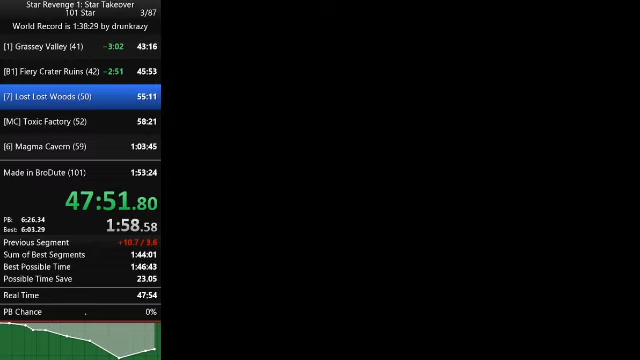 Star Revenge 1: Star Takeover
101 Star 3/87
World Record is 1:38:29 by drunkrazy
[1] Grassey Valley (41) −3:02 43:16
[B1] Fiery Crater Ruins (42) −2:51 45:53
[7] Lost Lost Woods (50) 55:11
[MC] Toxic Factory (52) 58:21
[6] Magma Cavern (59) 1:03:45
Made in BroDute (101) 1:53:24
47:51.80
PB: 6:26.34
Best: 6:03.29
1:58.58
Previous Segment +10.7 / 3.6
Sum of Best Segments 1:44:01
Best Possible Time 1:46:43
Possible Time Save 23.05
Real Time 47:54
PB Chance 0%